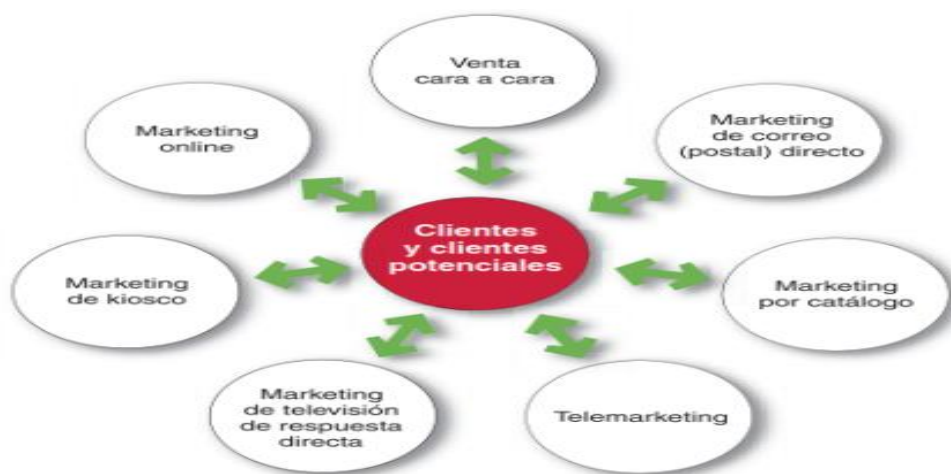 Venta
cara a cara
Marketing
de correo
(postal) directo
Marketing
por catálogo
Telemarketing
Marketing
de televisión
de respuesta
directa
Marketing
de kiosco
Marketing
online
Clientes
y clientes
potenciales